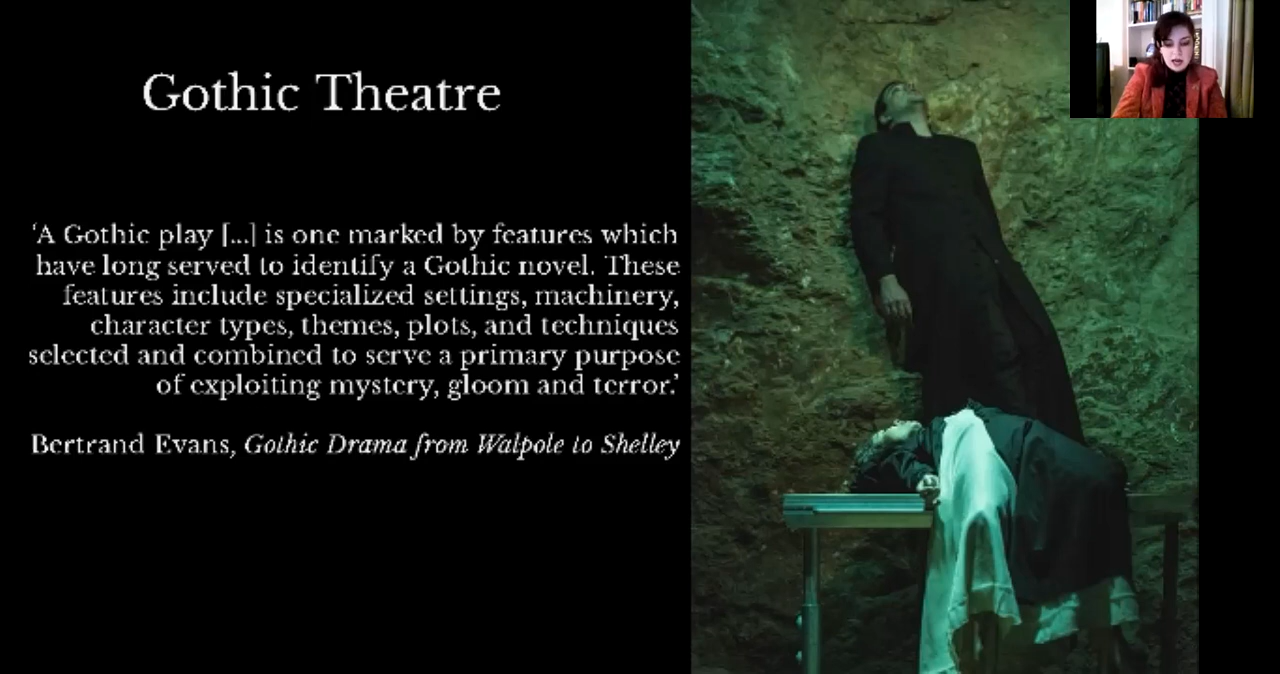 Gothic Theatre
‘A Gothic play [...] is one marked by features which
have long served to identify a Gothic novel. These
features include specialized settings, machinery,
character types, themes, plots, and techniques
selected and combined to serve a primary purpose
of exploiting mystery, gloom and terror.’
Bertrand Evans, Gothic Drama from Walpole to Shelley